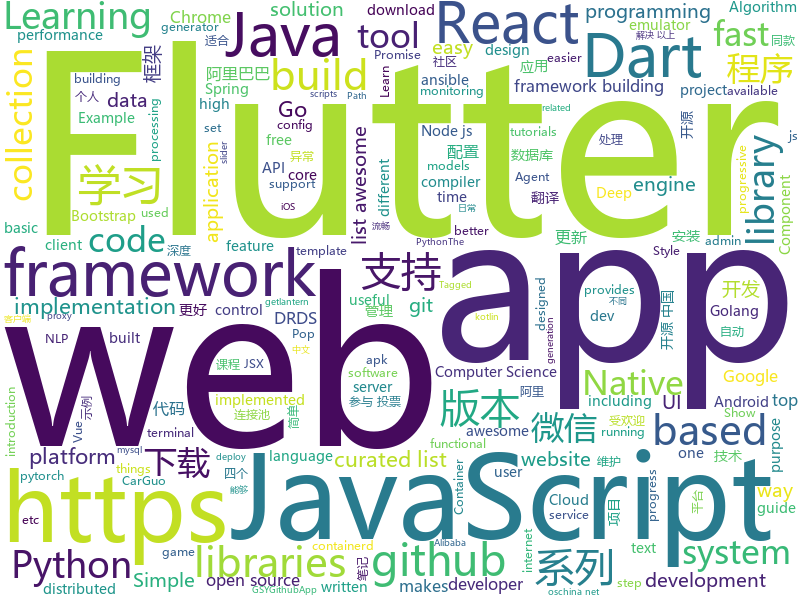 Learning
performance
generator
Chrome
适合
solution
download
tool
emulator
React
programming
Algorithm
easy
design
解决 以上
社区
Promise
easier
Dart
fast
同款
程序
Java
阿里巴巴
Spring
build
Learn
应用
ansible
monitoring
framework building
scripts
Path
project
available
框架
building
个人
data
Example
processing
high
Go
config
API
free
set
异常
core
iOS
slider
support
collection
Flutter
学习
Bootstrap
used
application
list awesome
Node js
different
compiler
time
models
配置
tutorials
数据库
Agent
翻译
related
处理
开源
js
engine
Deep
library
progressive
Component
basic
client
code
深度
feature
更新
流畅
日常
better
PythonThe
安装
admin
Style
framework
web
app
支持
template
getlantern
useful
control
管理
git
更好
implementation
proxy
built
NLP
DRDS
Pop
designed
provides
不同
dev
Golang
开源 中国
开发
自动
kotlin
Tagged
generation
客户端
introduction
Vue
示例
课程
JSX
apk
software
server
implemented
参与 投票
连接池
简单
中文
代码
terminal
下载
platform
版本
Computer Science
阿里
including
awesome
受欢迎
functional
running
维护
language
curated list
微信
Native
Google
UI
Android
top
based
purpose
website
one
技术
https
JavaScript
mysql
pytorch
things
CarGuo
deploy
四个
能够
Container
user
Cloud
service
项目
progress
平台
way
guide
step
text
etc
Python
libraries
github
系列
system
笔记
game
containerd
internet
distributed
Simple
open source
makes
developer
Alibaba
development
GSYGithubApp
written
oschina net